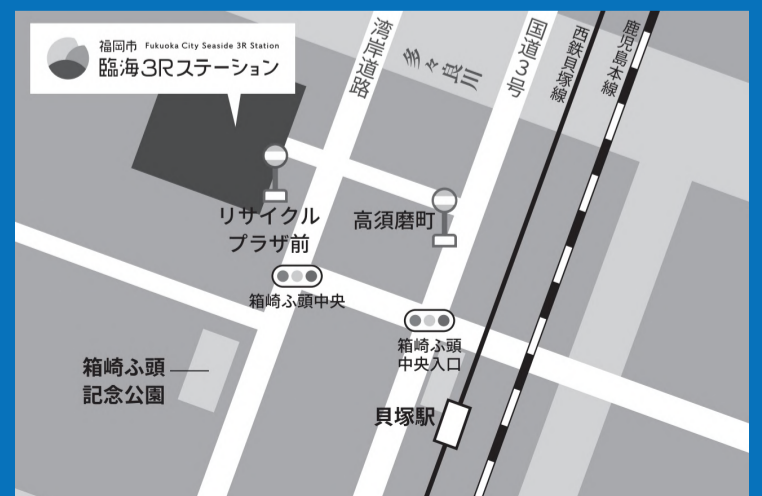 福岡市 Fukuoka City Seaside 3R Station
臨海3Rステーション
湾岸道路
多々良川
国道3号
西鉄貝塚線
鹿児島本線
リサイクル
プラザ前
高須磨町
箱崎ふ頭中央
箱崎ふ頭
中央入口
箱崎ふ頭
記念公園
貝塚駅